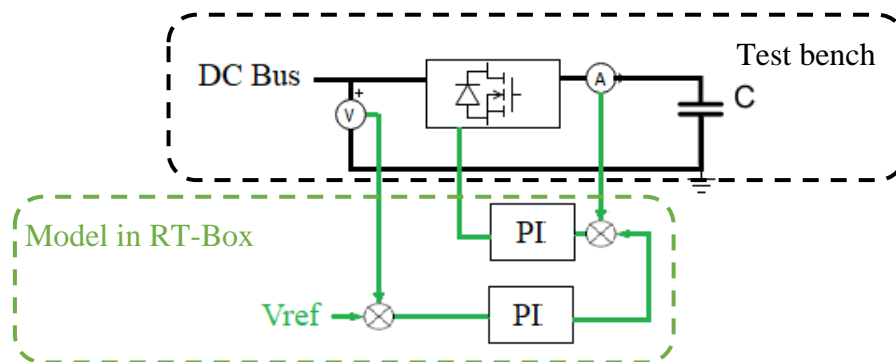 Test bench
DC Bus
+
V
A
C
Model in RT-Box
PI
Vref
PI